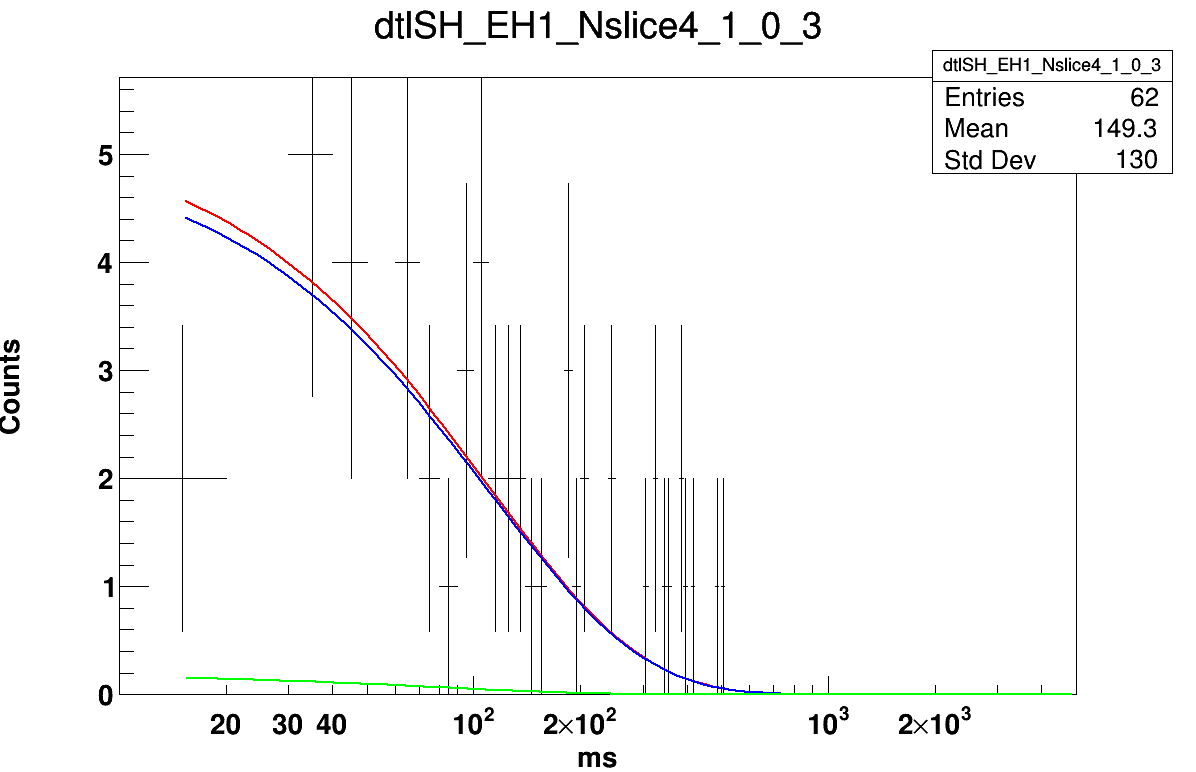 dtlSH_EH1_Nslice4_1_0_3
dtlSH_EH1_Nslice4_1_0_3
Entries 62
Mean 149.3
Std Dev 130
Counts
5
4
3
2
1
0
20 30 40 10² 2×10² 10³ 2×10³
ms